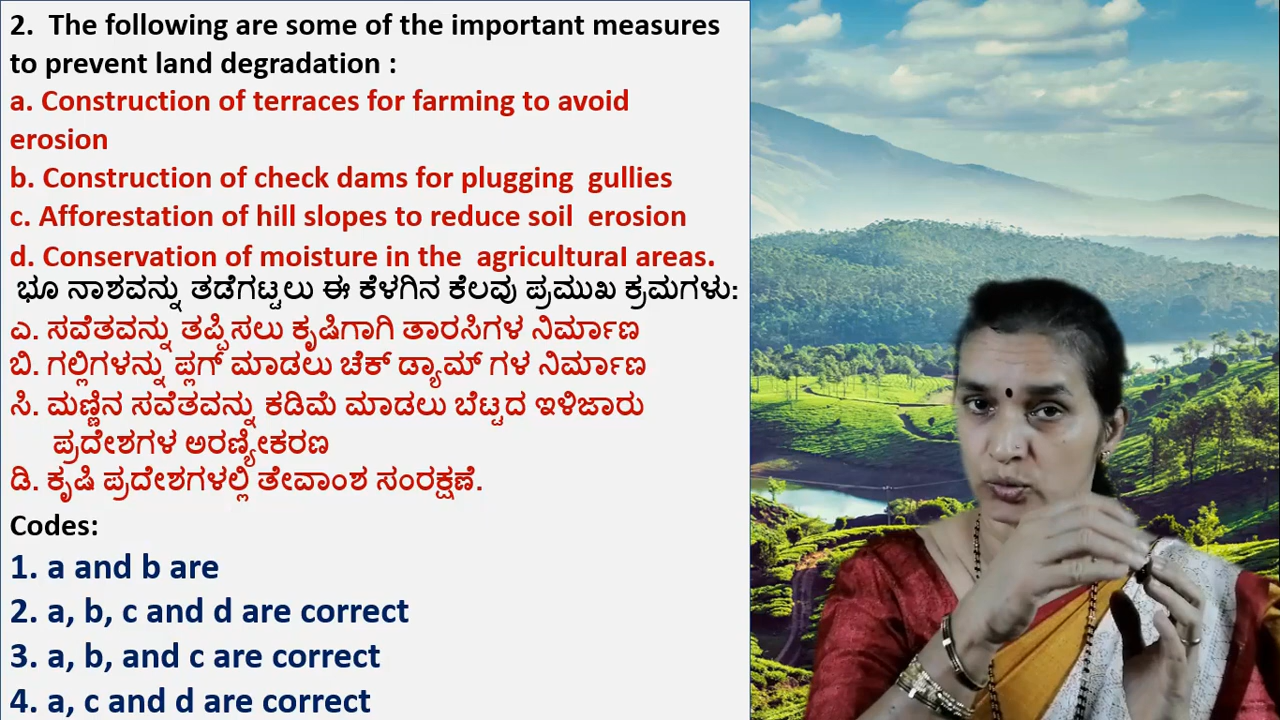 2. The following are some of the important measures
to prevent land degradation :
a. Construction of terraces for farming to avoid
erosion
b. Construction of check dams for plugging gullies
c. Afforestation of hill slopes to reduce soil erosion
d. Conservation of moisture in the agricultural areas.
ಭೂ ನಾಶವನ್ನು ತಡೆಗಟ್ಟಲು ಈ ಕೆಳಗಿನ ಕೆಲವು ಪ್ರಮುಖ ಕ್ರಮಗಳು:
ಎ. ಸವೆತವನ್ನು ತಪ್ಪಿಸಲು ಕೃಷಿಗಾಗಿ ತಾರಸಿಗಳ ನಿರ್ಮಾಣ
ಬಿ. ಗಲ್ಲಿಗಳನ್ನು ಪ್ಲಗ್ ಮಾಡಲು ಚೆಕ್ ಡ್ಯಾಮ್ ಗಳ ನಿರ್ಮಾಣ
ಸಿ. ಮಣ್ಣಿನ ಸವೆತವನ್ನು ಕಡಿಮೆ ಮಾಡಲು ಬೆಟ್ಟದ ಇಳಿಜಾರು
ಪ್ರದೇಶಗಳ ಅರಣ್ಯೀಕರಣ
ಡಿ. ಕೃಷಿ ಪ್ರದೇಶಗಳಲ್ಲಿ ತೇವಾಂಶ ಸಂರಕ್ಷಣೆ.
Codes:
1. a and b are
2. a, b, c and d are correct
3. a, b, and c are correct
4. a, c and d are correct